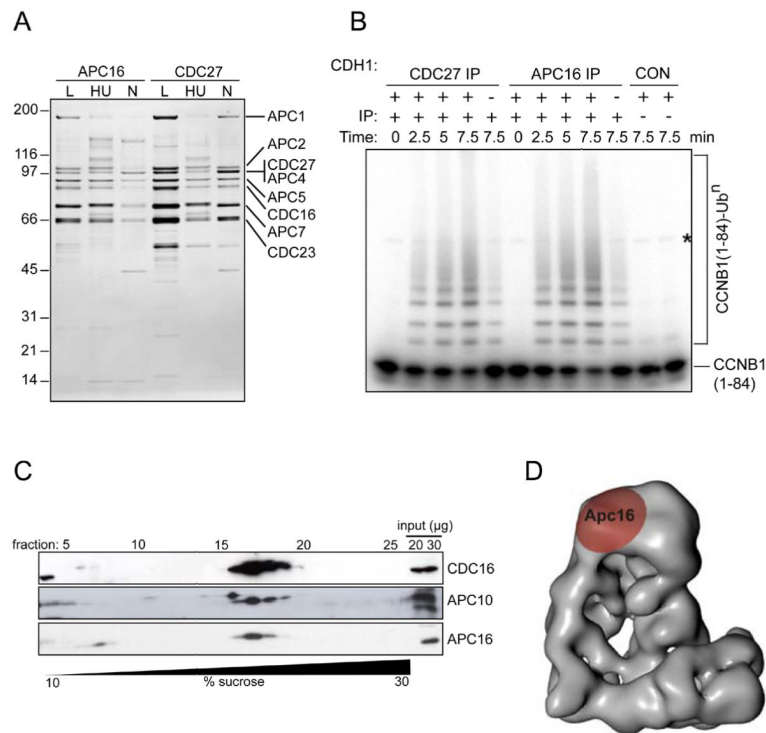 A
APC16 CDC27
L HU N L HU N
200
116
97
66
45
31
21
14
APC1
APC2
CDC27
APC4
APC5
CDC16
APC7
CDC23
B
CDH1:
CDC27 IP APC16 IP CON
+ + + + - + + + + - + +
IP: + + + + + + + + + + - -
Time: 0 2.5 5 7.5 7.5 0 2.5 5 7.5 7.5 7.5 7.5 min
*
CCNB1(1-84)-Ubⁿ
CCNB1
(1-84)
C
input (µg)
fraction: 5 10 15 20 25 20 30
CDC16
APC10
APC16
10 % sucrose 30
D
Apc16